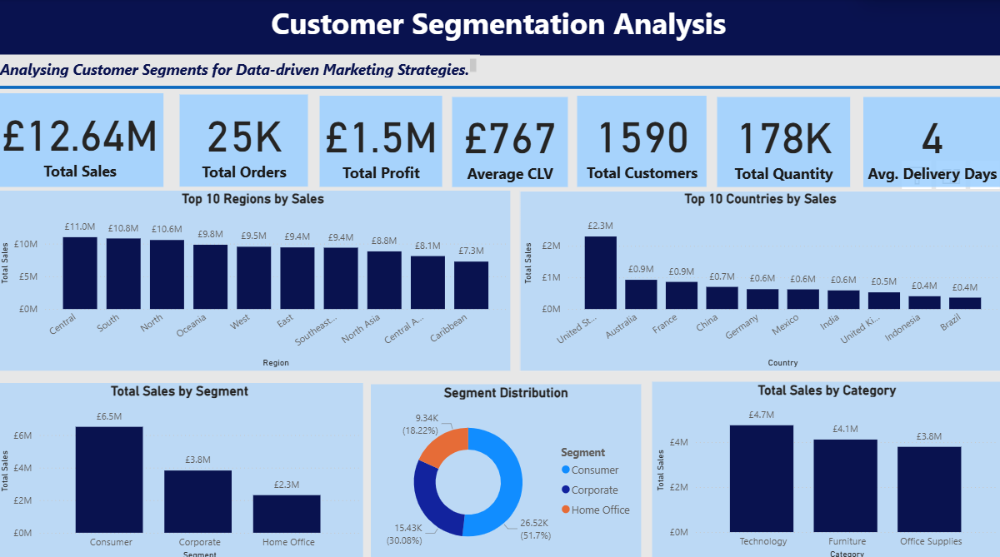 Customer Segmentation Analysis
Analysing Customer Segments for Data-driven Marketing Strategies.
£12.64M
Total Sales
25K
Total Orders
£1.5M
Total Profit
£767
Average CLV
1590
Total Customers
178K
Total Quantity
4
Avg. Delivery Days
Top 10 Regions by Sales
Total Sales
£10M
£5M
£0M
£11.0M
£10.8M
£10.6M
£9.8M
£9.5M
£9.4M
£9.4M
£8.8M
£8.1M
£7.3M
Central
South
North
Oceania
West
East
Southeast...
North Asia
Central A...
Caribbean
Region
Top 10 Countries by Sales
Total Sales
£2M
£1M
£0M
£2.3M
£0.9M
£0.9M
£0.7M
£0.6M
£0.6M
£0.6M
£0.5M
£0.4M
£0.4M
United St...
Australia
France
China
Germany
Mexico
India
United Ki...
Indonesia
Brazil
Country
Total Sales by Segment
Total Sales
£6M
£4M
£2M
£0M
£6.5M
£3.8M
£2.3M
Consumer
Corporate
Home Office
Segment
Segment Distribution
9.34K
(18.22%)
15.43K
(30.08%)
26.52K
(51.7%)
Segment
Consumer
Corporate
Home Office
Total Sales by Category
Total Sales
£4M
£2M
£0M
£4.7M
£4.1M
£3.8M
Technology
Furniture
Office Supplies
Category